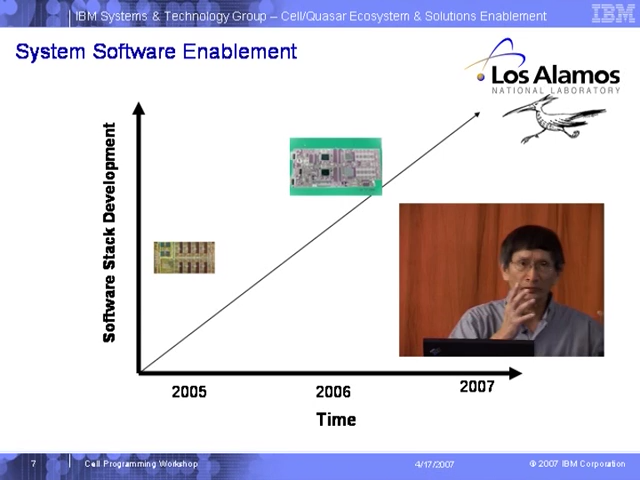 IBM Systems & Technology Group – Cell/Quasar Ecosystem & Solutions Enablement
IBM
System Software Enablement
Los Alamos
NATIONAL LABORATORY
Software Stack Development
2005
2006
2007
Time
7
Cell Programming Workshop
4/17/2007
© 2007 IBM Corporation